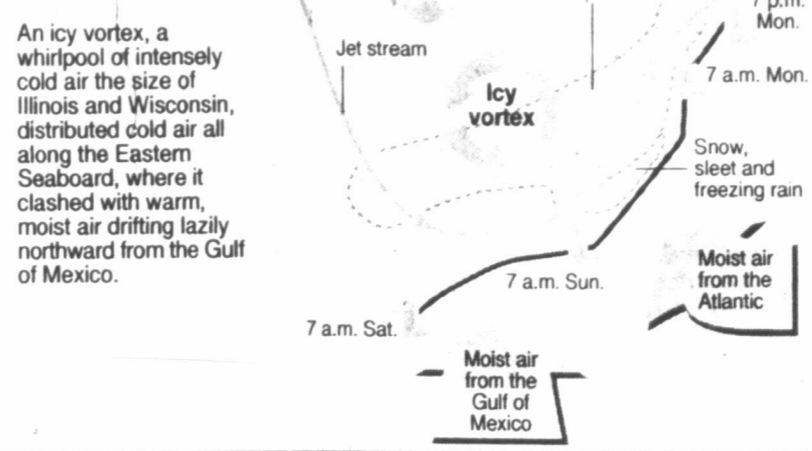 An icy vortex, a
whirlpool of intensely
cold air the size of
Illinois and Wisconsin,
distributed cold air all
along the Eastern
Seaboard, where it
clashed with warm,
moist air drifting lazily
northward from the Gulf
of Mexico.
Jet stream
Icy
vortex
7 p.m.
Mon.
7 a.m. Mon.
Snow,
sleet and
freezing rain
7 a.m. Sun.
7 a.m. Sat.
Moist air
from the
Atlantic
Moist air
from the
Gulf of
Mexico